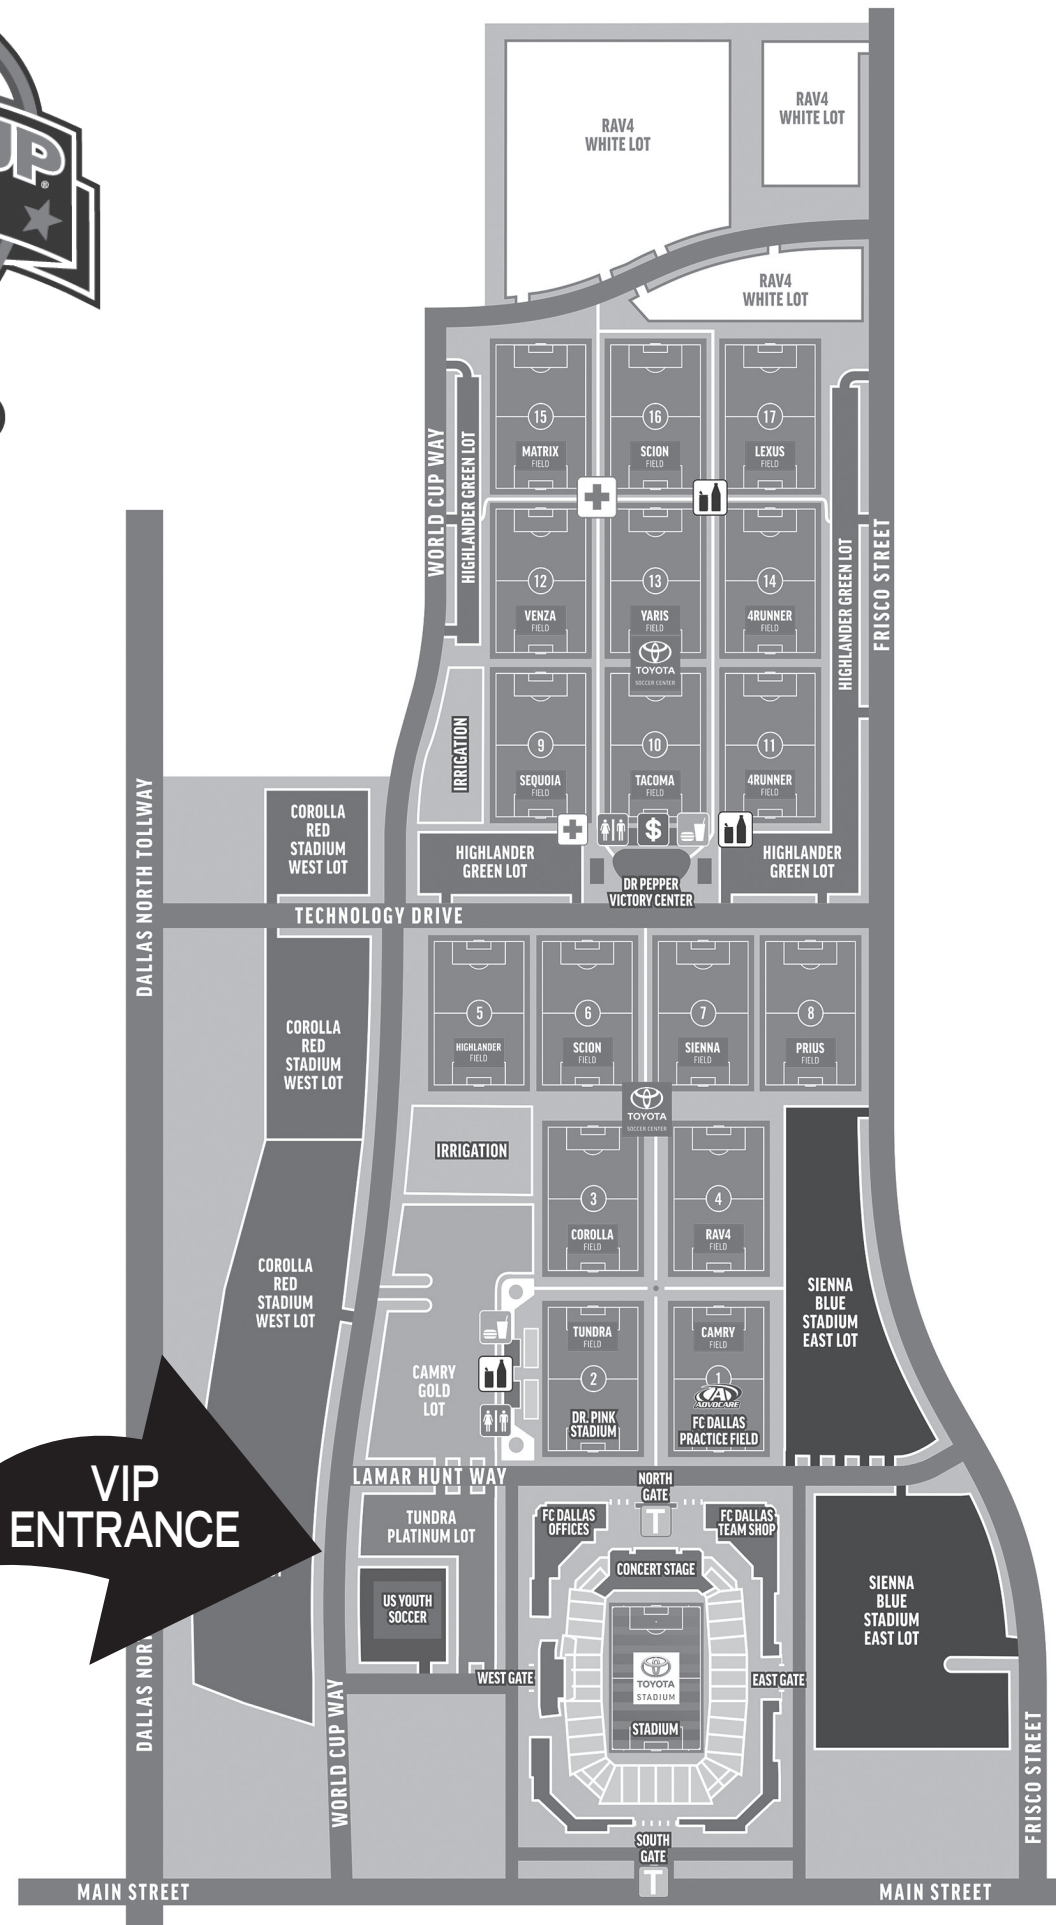 UP
®
RAV4
WHITE LOT
RAV4
WHITE LOT
RAV4
WHITE LOT
WORLD CUP WAY
HIGHLANDER GREEN LOT
15
MATRIX
FIELD
16
SCION
FIELD
17
LEXUS
FIELD
12
VENZA
FIELD
13
YARIS
FIELD
14
4RUNNER
FIELD
HIGHLANDER GREEN LOT
FRISCO STREET
TOYOTA
SOCCER CENTER
IRRIGATION
9
SEQUOIA
FIELD
10
TACOMA
FIELD
11
4RUNNER
FIELD
$
DALLAS NORTH TOLLWAY
COROLLA
RED
STADIUM
WEST LOT
HIGHLANDER
GREEN LOT
DR PEPPER
VICTORY CENTER
HIGHLANDER
GREEN LOT
TECHNOLOGY DRIVE
COROLLA
RED
STADIUM
WEST LOT
5
HIGHLANDER
FIELD
6
SCION
FIELD
7
SIENNA
FIELD
8
PRIUS
FIELD
TOYOTA
SOCCER CENTER
IRRIGATION
3
COROLLA
FIELD
4
RAV4
FIELD
COROLLA
RED
STADIUM
WEST LOT
SIENNA
BLUE
STADIUM
EAST LOT
CAMRY
GOLD
LOT
TUNDRA
FIELD
2
DR. PINK
STADIUM
CAMRY
FIELD
1
A
ADVOCARE
FC DALLAS
PRACTICE FIELD
VIP
ENTRANCE
LAMAR HUNT WAY
NORTH
GATE
T
TUNDRA
PLATINUM LOT
FC DALLAS
OFFICES
FC DALLAS
TEAM SHOP
CONCERT STAGE
US YOUTH
SOCCER
SIENNA
BLUE
STADIUM
EAST LOT
WEST GATE
EAST GATE
TOYOTA
STADIUM
STADIUM
DALLAS NOR
WORLD CUP WAY
FRISCO STREET
SOUTH
GATE
T
MAIN STREET
MAIN STREET